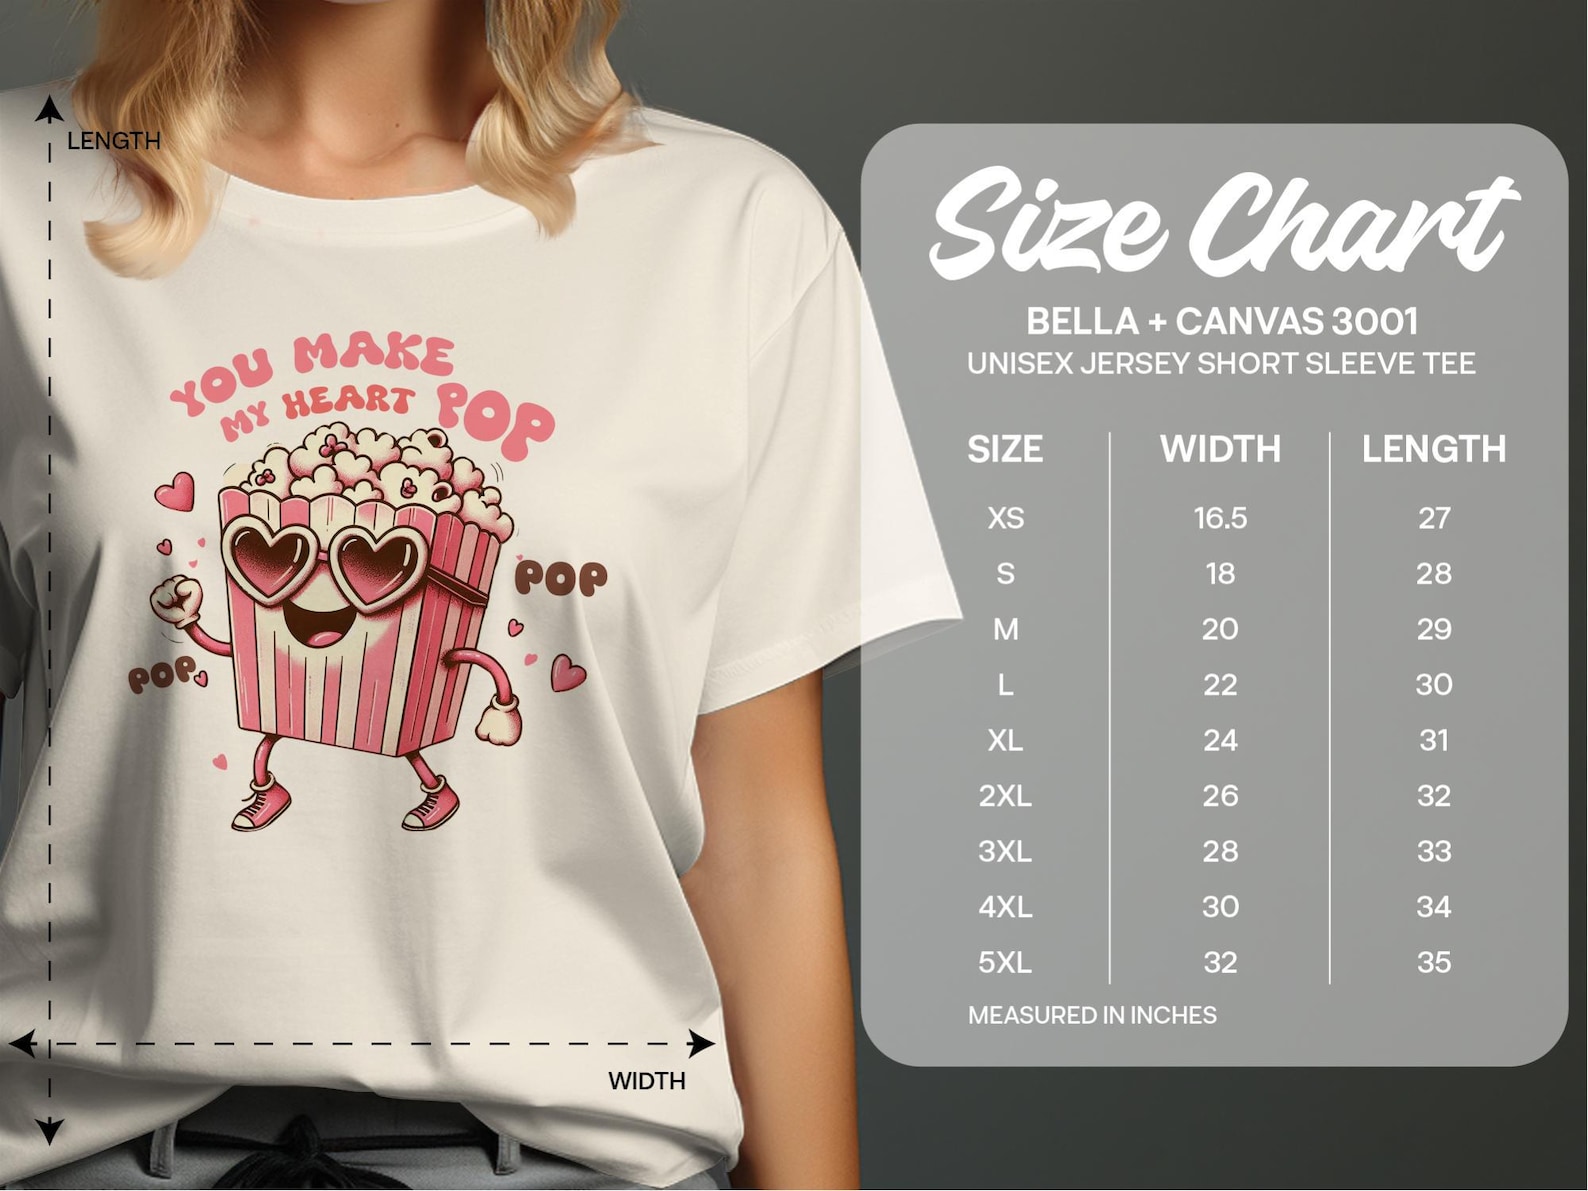 LENGTH
YOU MAKE
MY HEART POP
POP
POP
WIDTH
Size Chart
BELLA + CANVAS 3001
UNISEX JERSEY SHORT SLEEVE TEE
SIZE WIDTH LENGTH
XS 16.5 27
S 18 28
M 20 29
L 22 30
XL 24 31
2XL 26 32
3XL 28 33
4XL 30 34
5XL 32 35
MEASURED IN INCHES